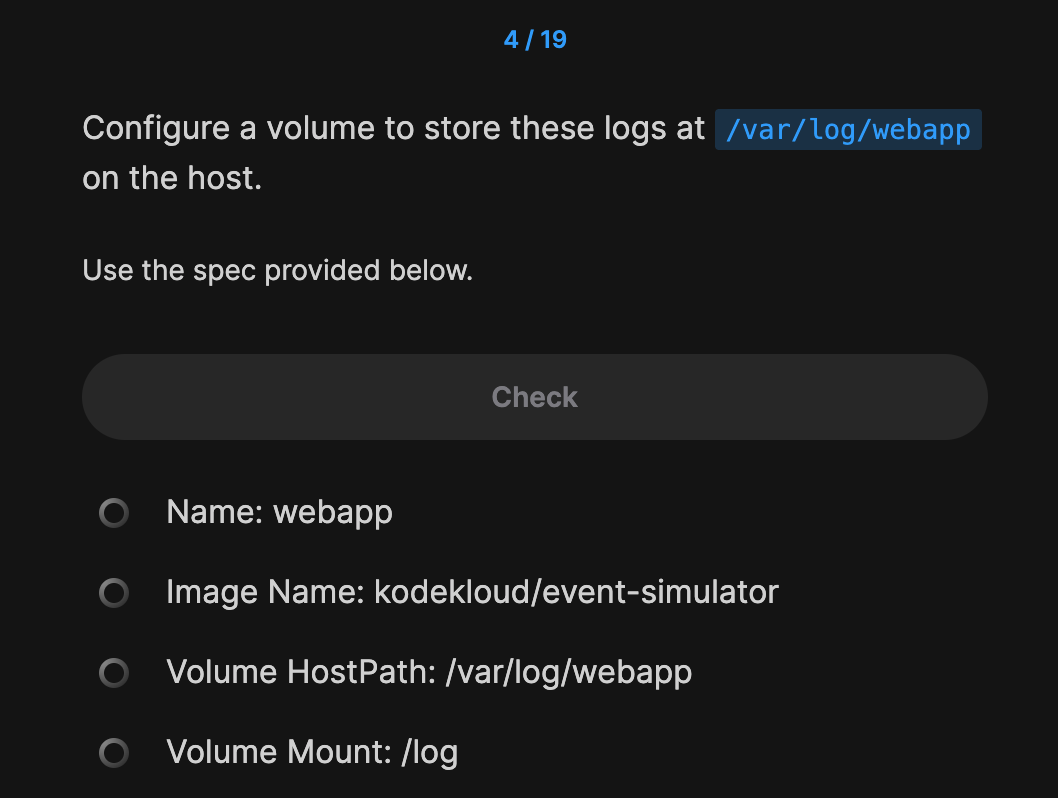 4 / 19
Configure a volume to store these logs at /var/log/webapp
on the host.
Use the spec provided below.
Check
Name: webapp
Image Name: kodekloud/event-simulator
Volume HostPath: /var/log/webapp
Volume Mount: /log